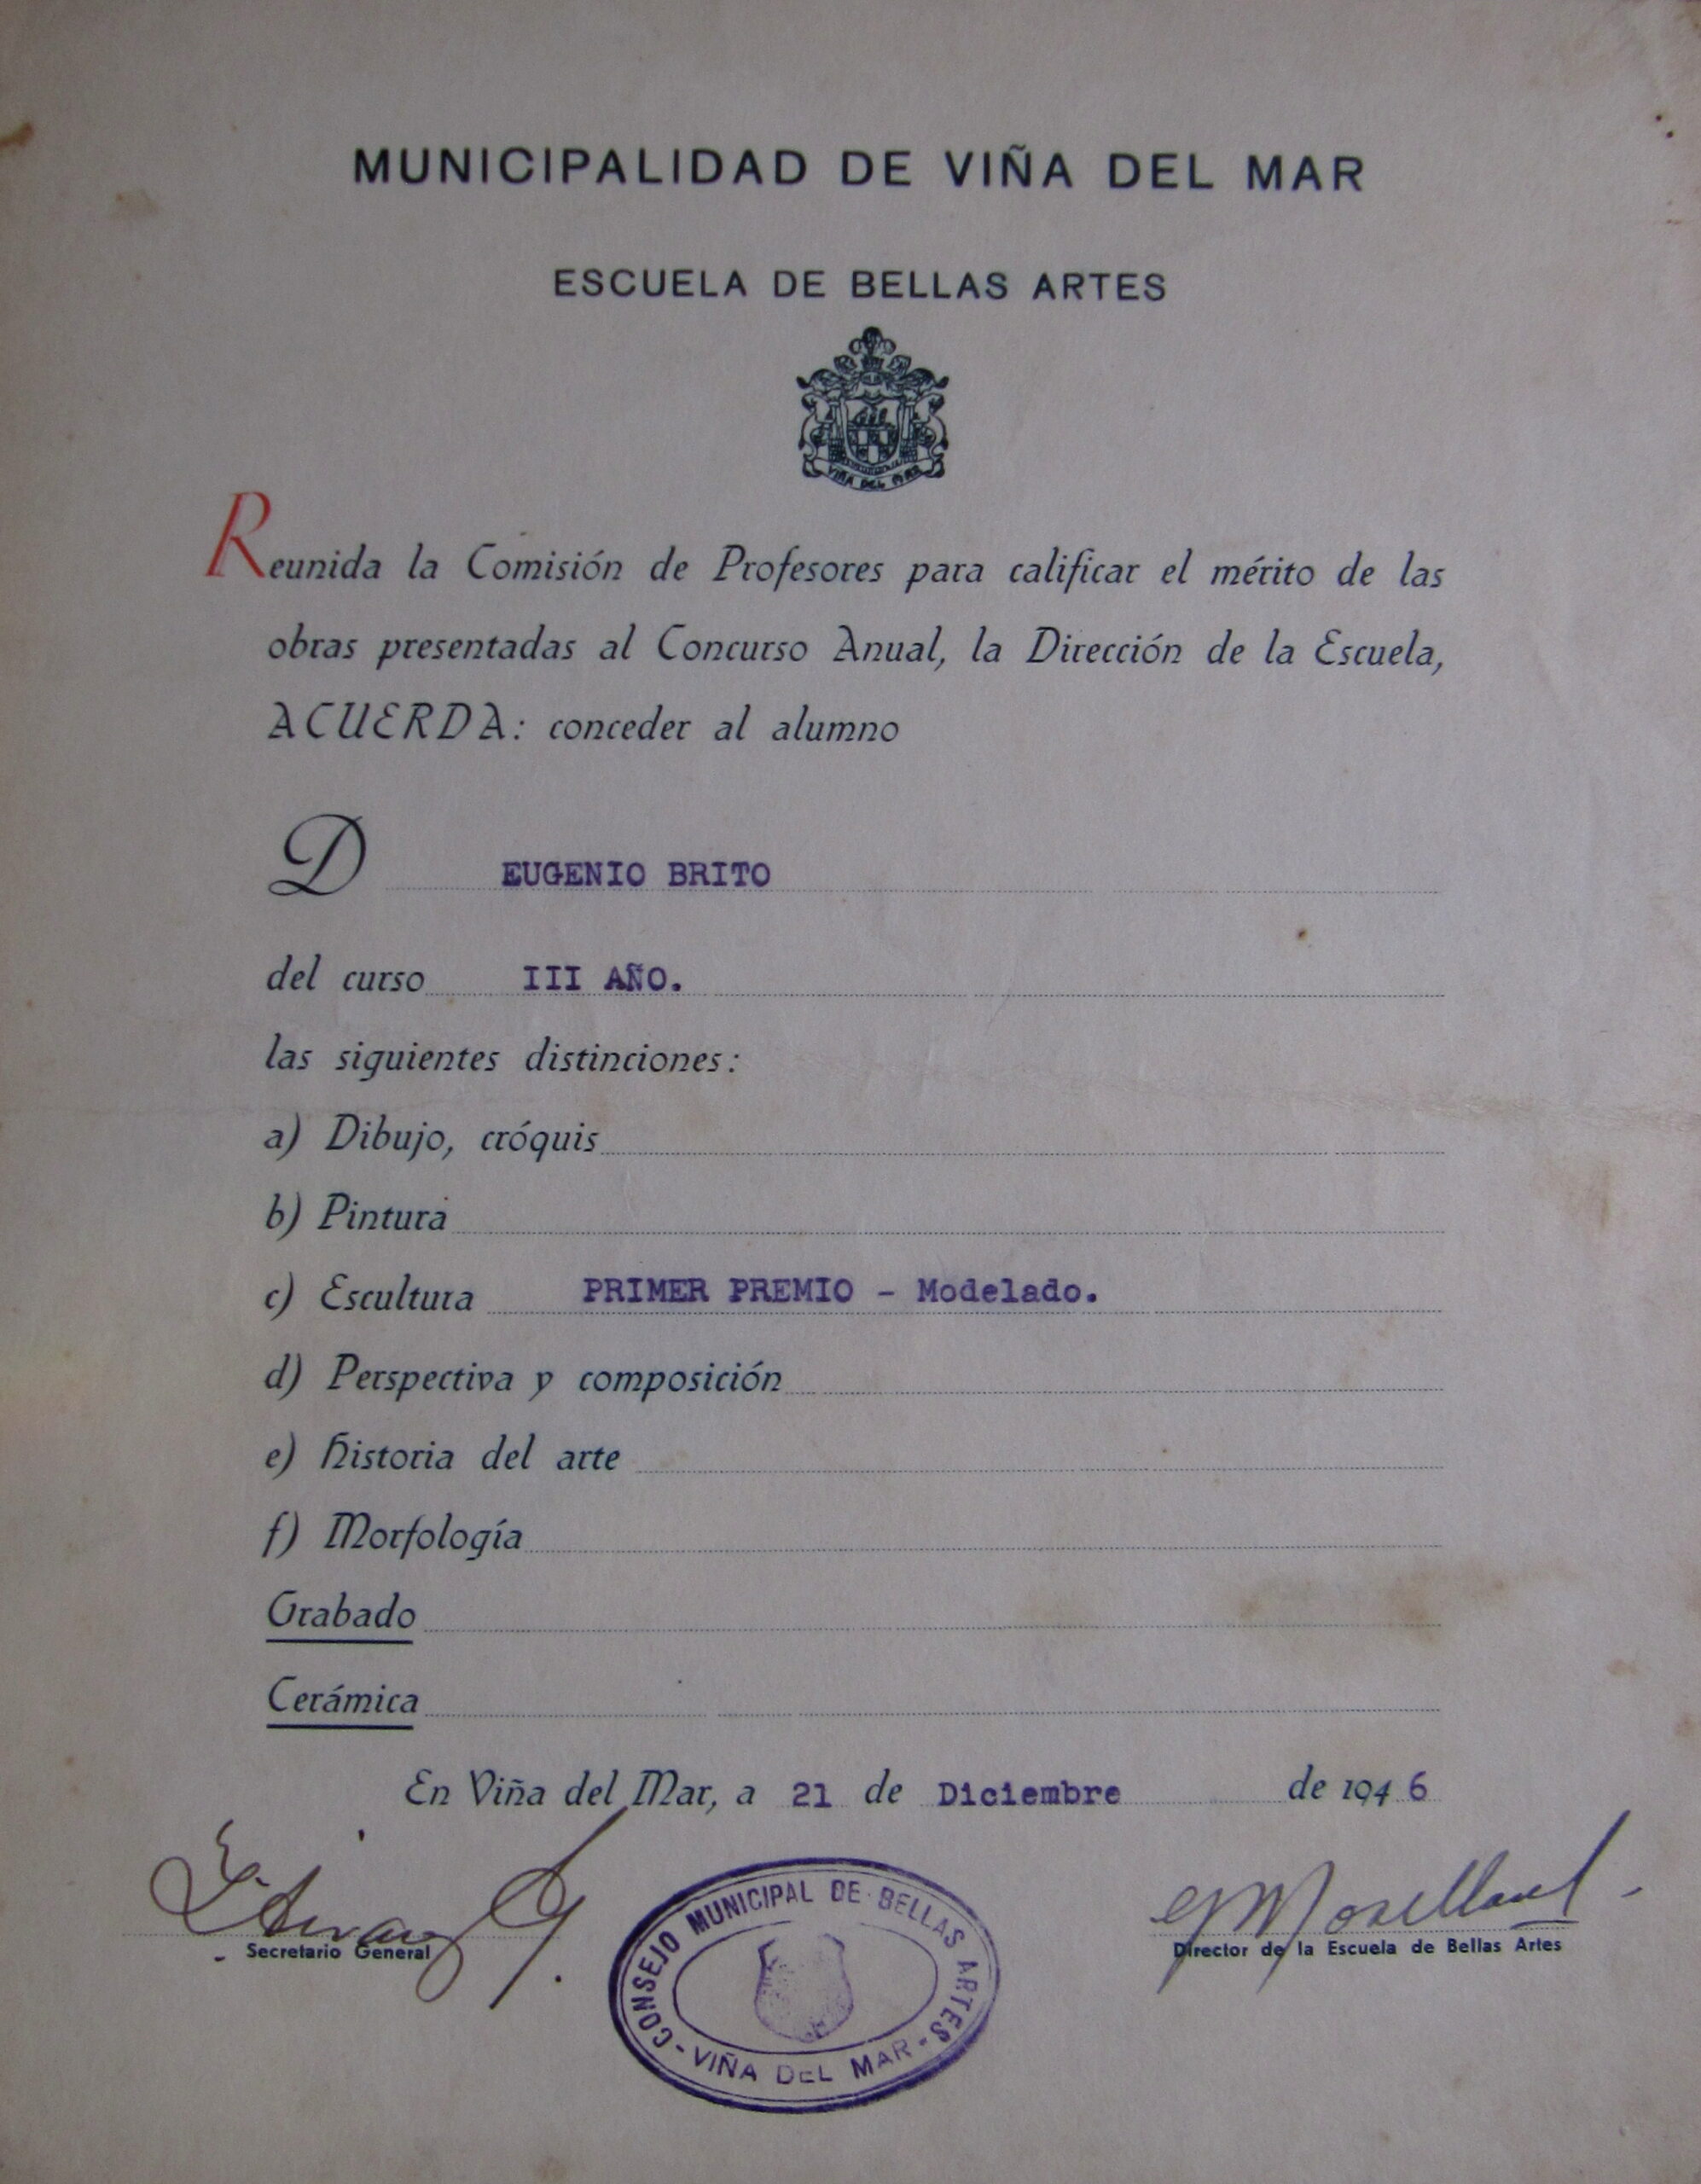 MUNICIPALIDAD DE VIÑA DEL MAR
ESCUELA DE BELLAS ARTES
VIÑA DEL MAR
Reunida la Comisión de Profesores para calificar el mérito de las
obras presentadas al Concurso Anual, la Dirección de la Escuela,
ACUERDA: conceder al alumno
D EUGENIO BRITO
del curso III AÑO.
las siguientes distinciones:
a) Dibujo, cróquis
b) Pintura
c) Escultura PRIMER PREMIO - Modelado.
d) Perspectiva y composición
e) Historia del arte
f) Morfología
Grabado
Cerámica
En Viña del Mar, a 21 de Diciembre de 1946
Secretario General
Director de la Escuela de Bellas Artes
CONSEJO MUNICIPAL DE BELLAS ARTES
- VIÑA DEL MAR -